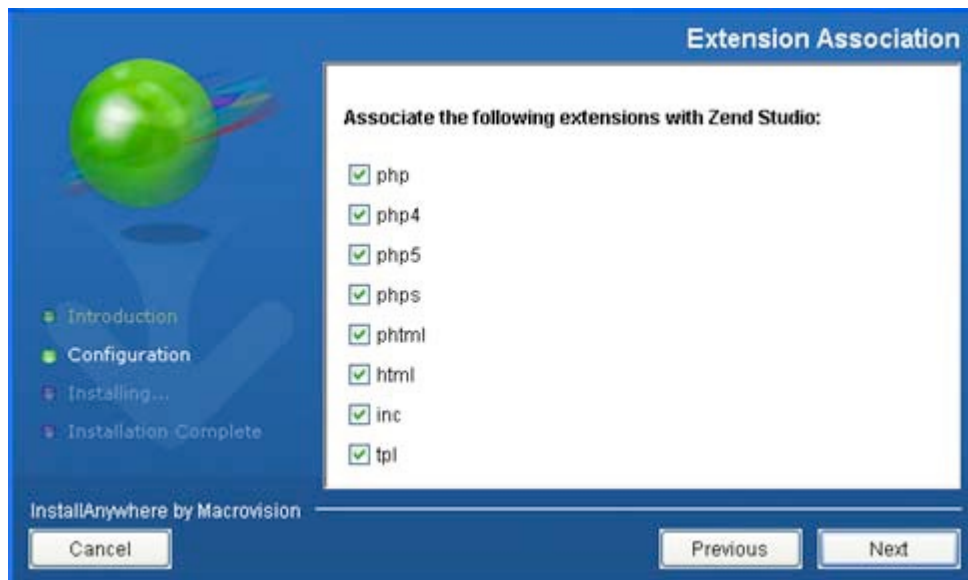 Extension Association
Associate the following extensions with Zend Studio:
php
php4
php5
phps
phtml
html
inc
tpl
Introduction
Configuration
Installing...
Installation Complete
InstallAnywhere by Macrovision
Cancel
Previous
Next